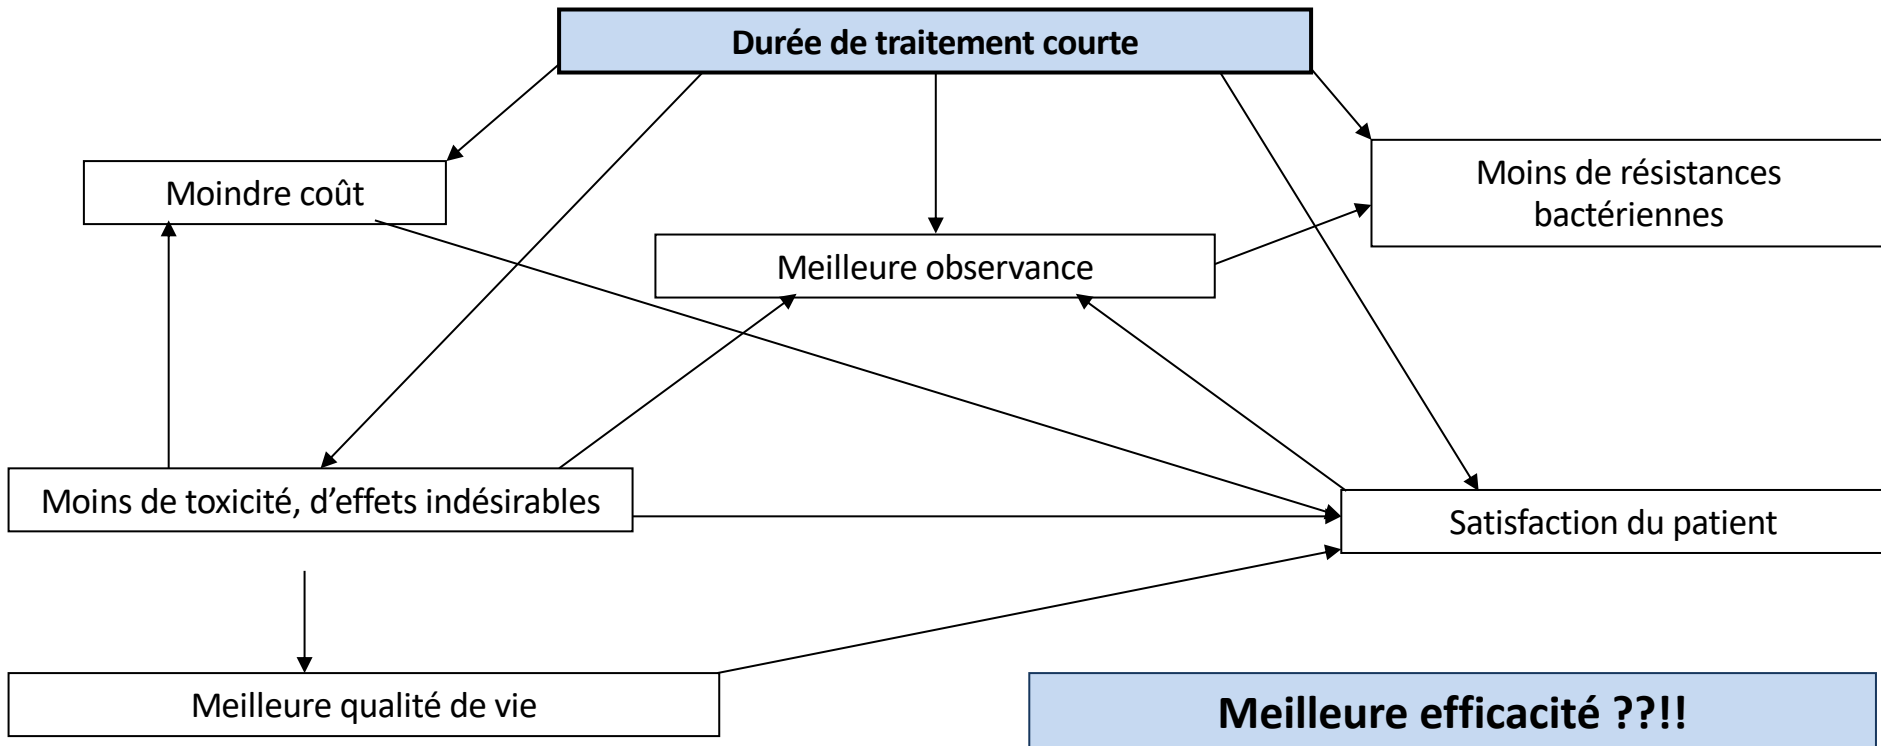 Durée de traitement courte
Moindre coût
Moins de résistances
bactériennes
Meilleure observance
Moins de toxicité, d’effets indésirables
Satisfaction du patient
Meilleure qualité de vie
Meilleure efficacité ??!!